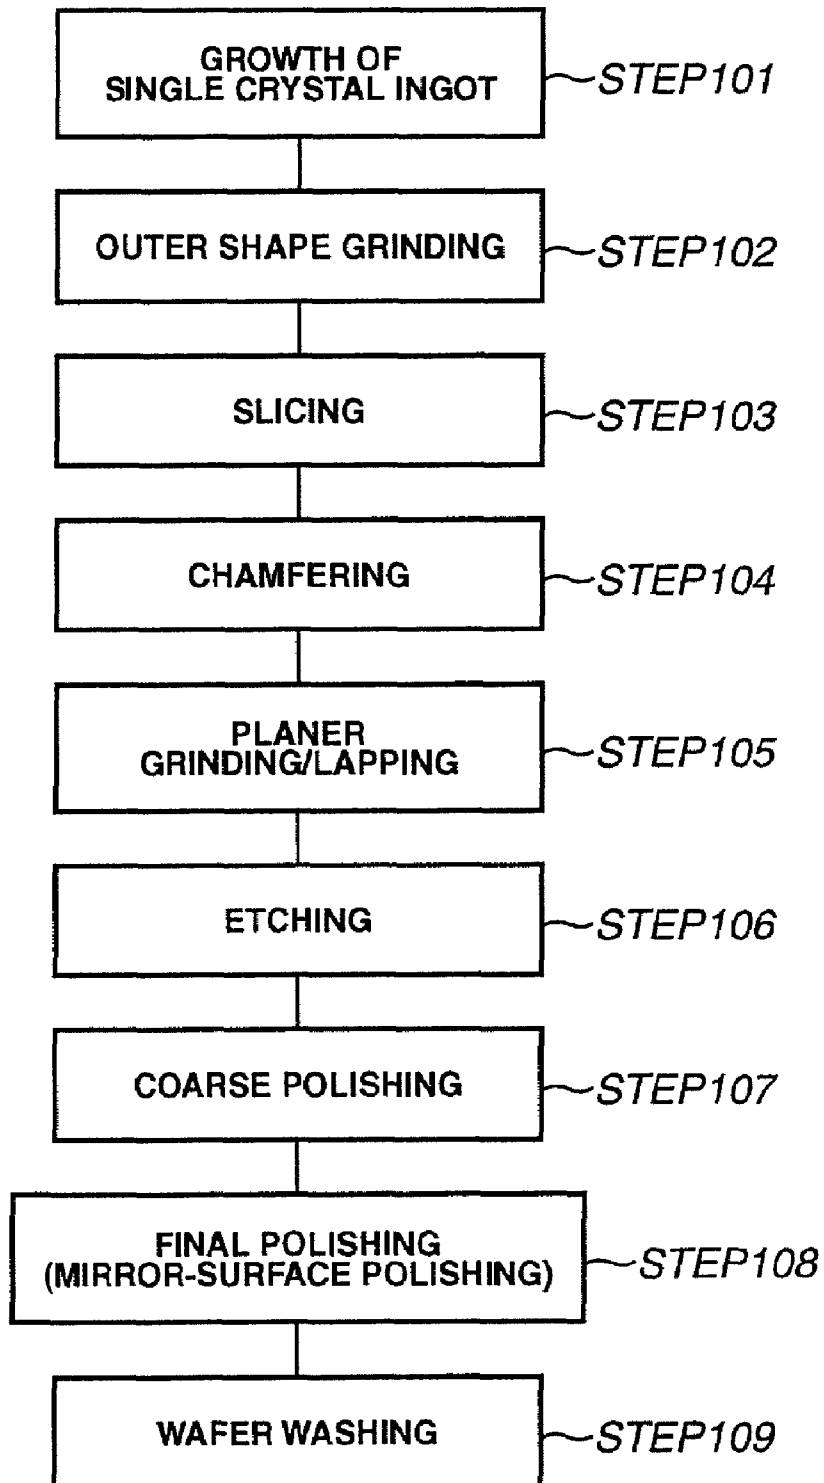 GROWTH OF
SINGLE CRYSTAL INGOT
STEP101
OUTER SHAPE GRINDING
STEP102
SLICING
STEP103
CHAMFERING
STEP104
PLANER
GRINDING/LAPPING
STEP105
ETCHING
STEP106
COARSE POLISHING
STEP107
FINAL POLISHING
(MIRROR-SURFACE POLISHING)
STEP108
WAFER WASHING
STEP109